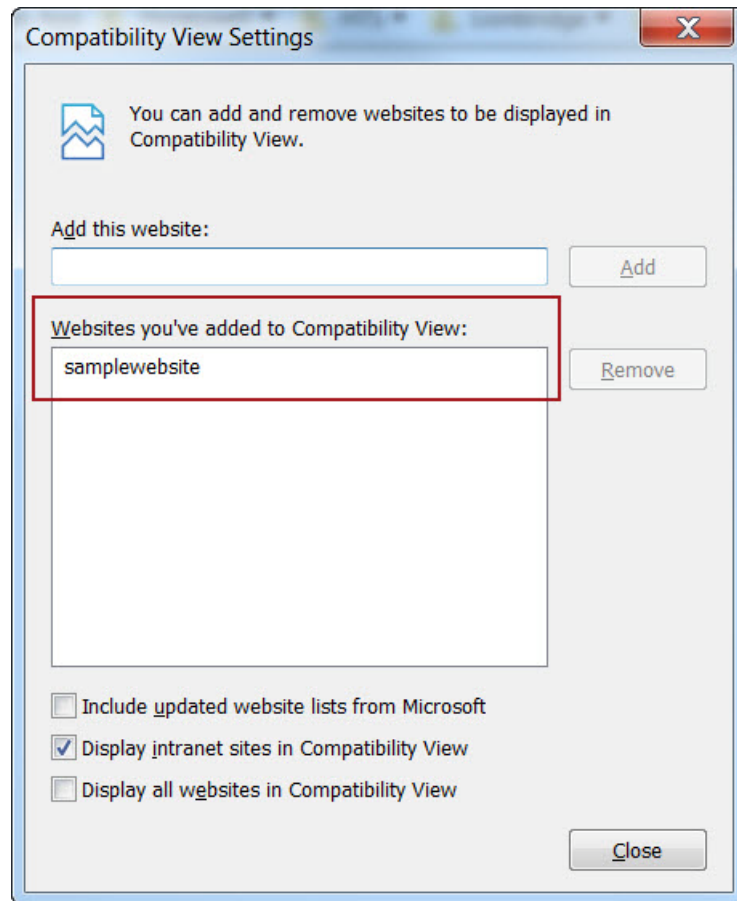 Compatibility View Settings
You can add and remove websites to be displayed in
Compatibility View.
Add this website:
Add
Websites you've added to Compatibility View:
samplewebsite
Remove
Include updated website lists from Microsoft
Display intranet sites in Compatibility View
Display all websites in Compatibility View
Close